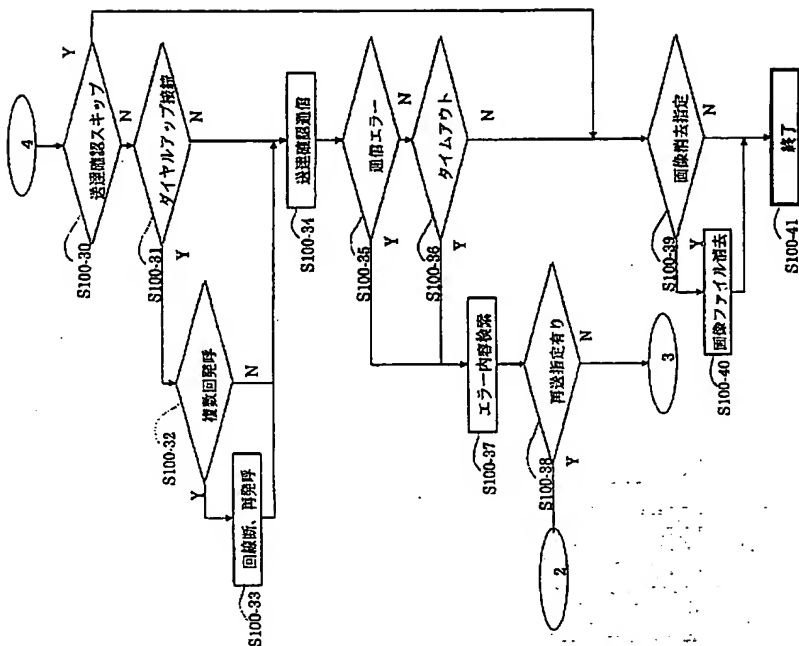 4
送達確認スキップ
Y
N
S100-30
ダイヤルアップ接続
Y
N
S100-31
複数回発呼
Y
N
S100-32
回線断、再発呼
S100-33
送達確認通信
S100-34
通信エラー
Y
N
S100-35
タイムアウト
Y
N
S100-36
エラー内容検索
S100-37
再送指定有り
Y
N
S100-38
2
3
画像消去指定
Y
N
S100-39
画像ファイル消去
S100-40
終了
S100-41